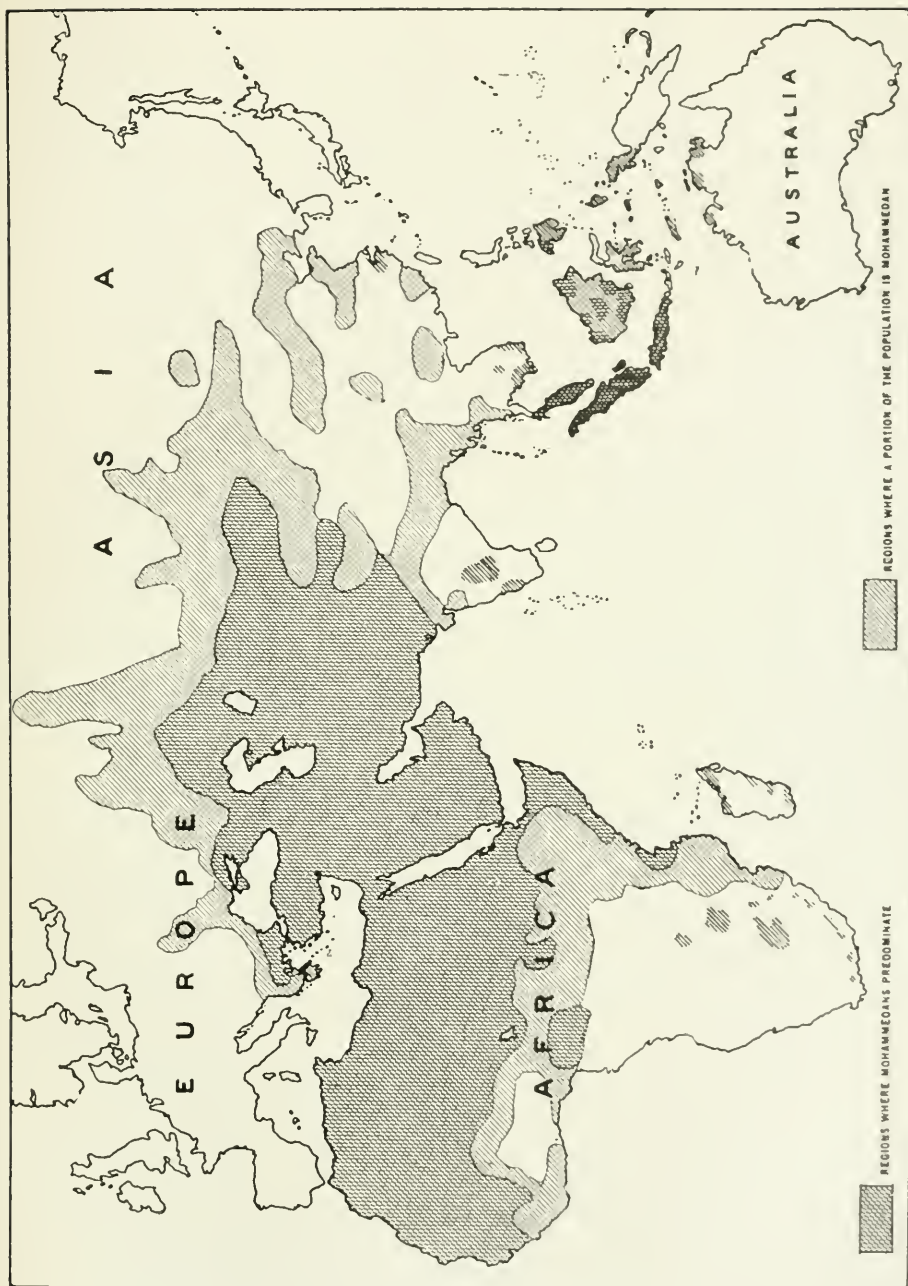 EUROPE
ASIA
AFRICA
AUSTRALIA
REGIONS WHERE MOHAMMEDANS PREDOMINATE
REGIONS WHERE A PORTION OF THE POPULATION IS MOHAMMEDAN